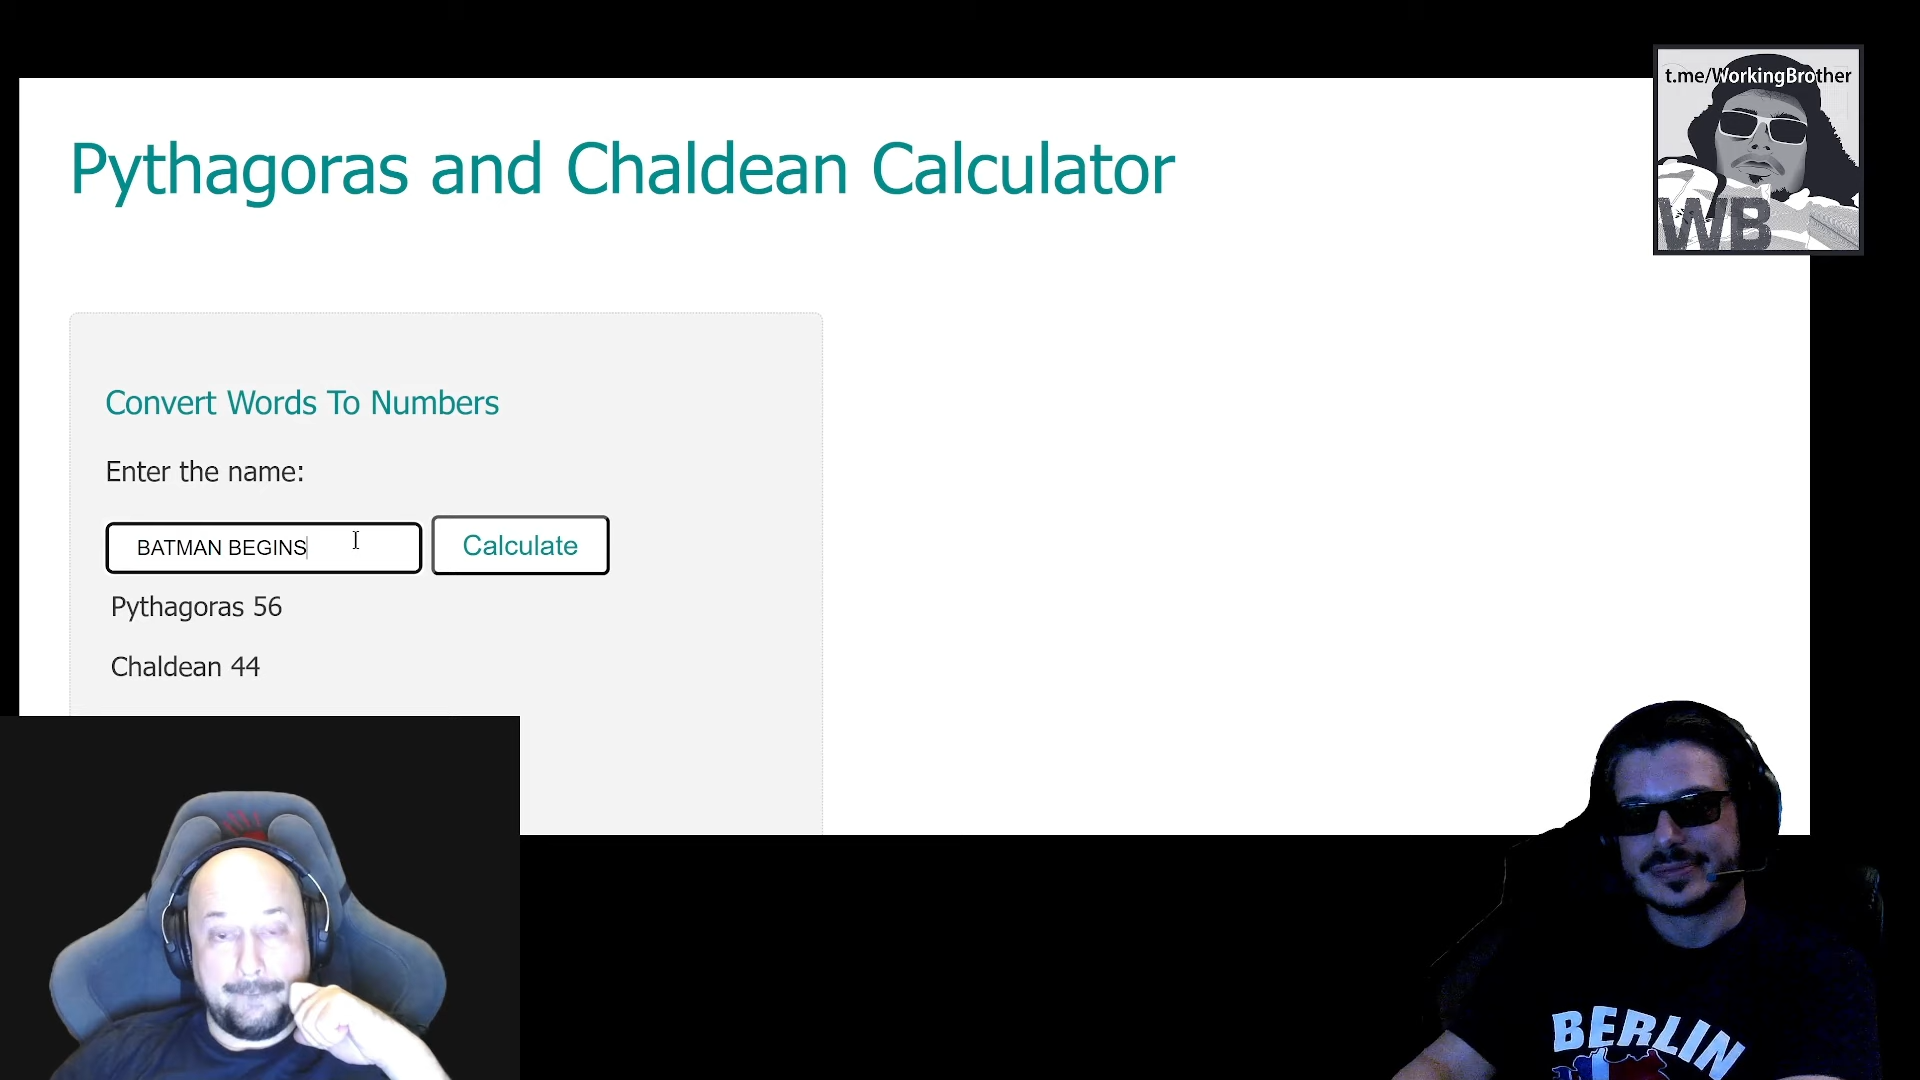 t.me/WorkingBrother
WB
Pythagoras and Chaldean Calculator
Convert Words To Numbers
Enter the name:
BATMAN BEGINS
Calculate
Pythagoras 56
Chaldean 44
BERLIN